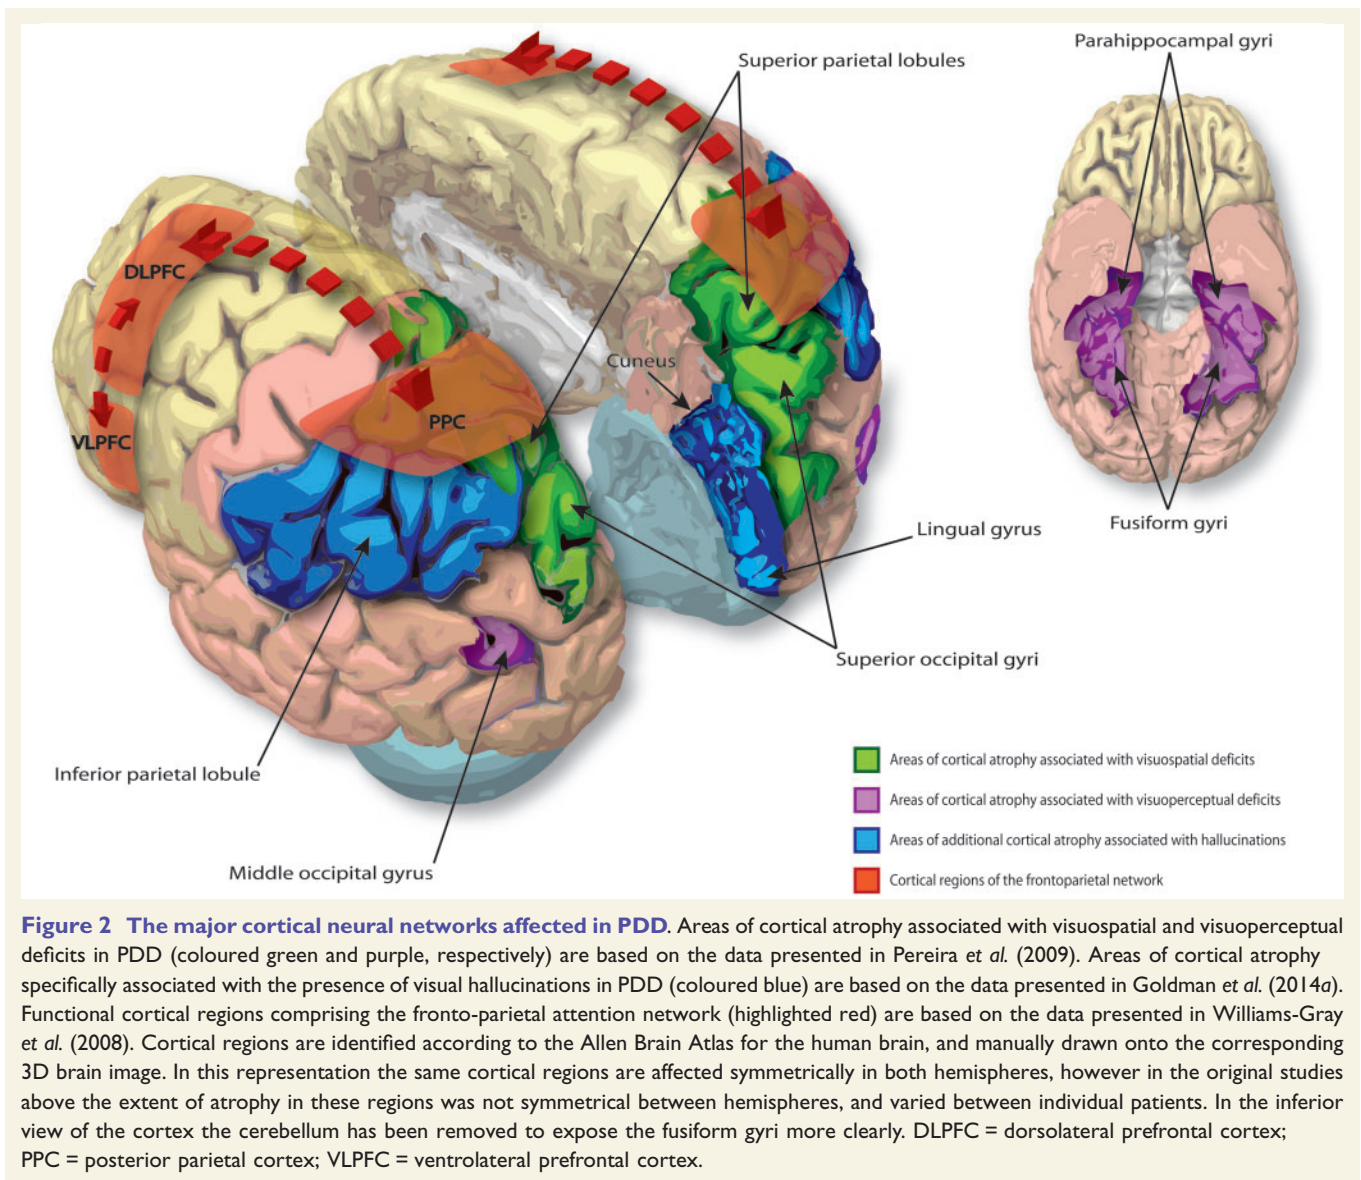 Parahippocampal gyri
Superior parietal lobules
DLPFC
Cuneus
PPC
VLPFC
Fusiform gyri
Lingual gyrus
Superior occipital gyri
Inferior parietal lobule
Middle occipital gyrus
Areas of cortical atrophy associated with visuospatial deficits
Areas of cortical atrophy associated with visuoperceptual deficits
Areas of additional cortical atrophy associated with hallucinations
Cortical regions of the frontoparietal network
Figure 2 The major cortical neural networks affected in PDD. Areas of cortical atrophy associated with visuospatial and visuoperceptual
deficits in PDD (coloured green and purple, respectively) are based on the data presented in Pereira et al. (2009). Areas of cortical atrophy
specifically associated with the presence of visual hallucinations in PDD (coloured blue) are based on the data presented in Goldman et al. (2014a).
Functional cortical regions comprising the fronto-parietal attention network (highlighted red) are based on the data presented in Williams-Gray
et al. (2008). Cortical regions are identified according to the Allen Brain Atlas for the human brain, and manually drawn onto the corresponding
3D brain image. In this representation the same cortical regions are affected symmetrically in both hemispheres, however in the original studies
above the extent of atrophy in these regions was not symmetrical between hemispheres, and varied between individual patients. In the inferior
view of the cortex the cerebellum has been removed to expose the fusiform gyri more clearly. DLPFC = dorsolateral prefrontal cortex;
PPC = posterior parietal cortex; VLPFC = ventrolateral prefrontal cortex.